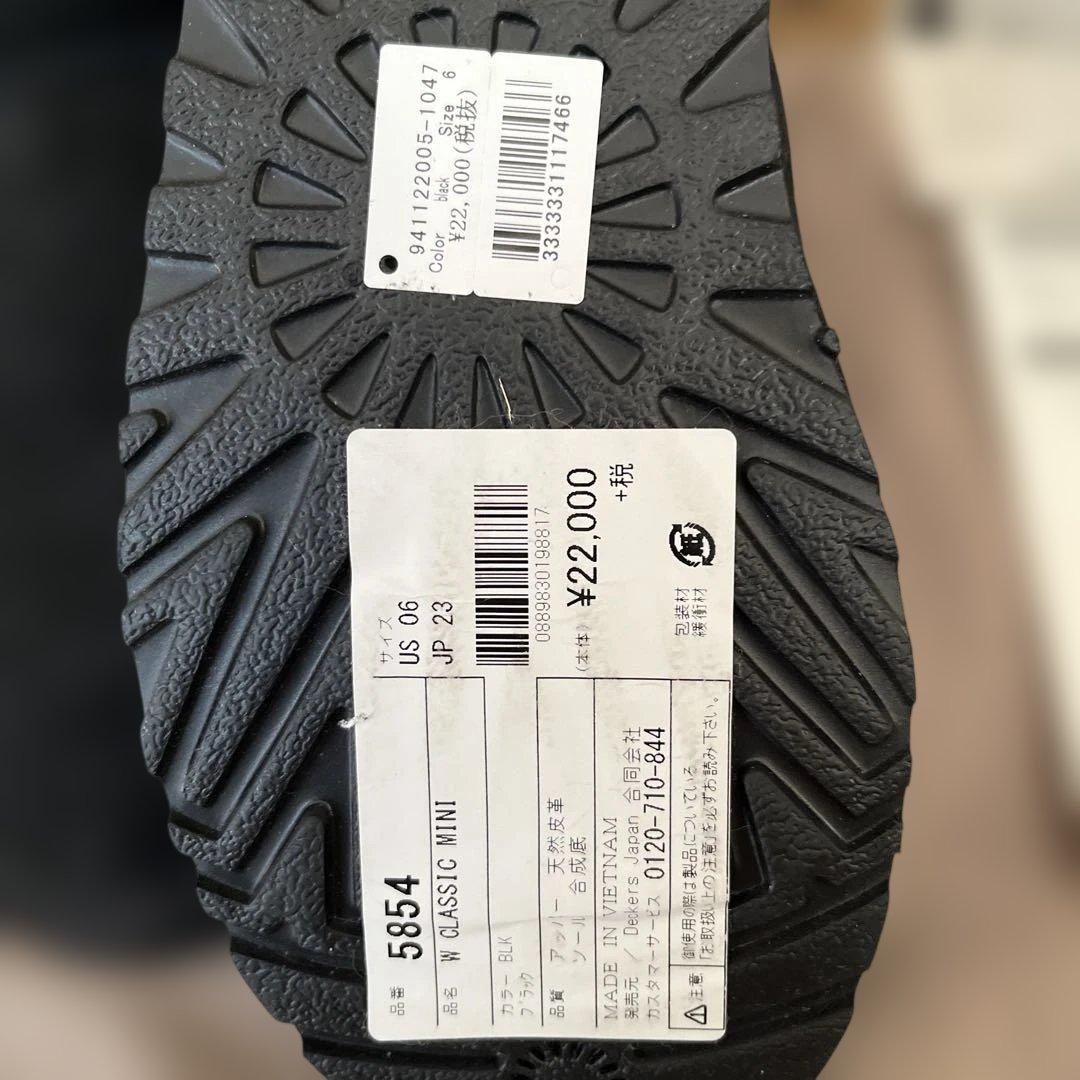 941122005-1047
Color Size
black 6
¥22,000(税抜)
3333331117466
品番 5854
サイズ
US 06
JP 23
品名 W CLASSIC MINI
カラー BLK
ブラック
0889830198817
品質 アッパー 天然皮革
ソール 合成底
(本体) ¥22,000
+税
MADE IN VIETNAM
発売元 / Deckers Japan 合同会社
カスタマーサービス 0120-710-844
紙
包装材
緩衝材
注意
御使用の際は製品についている
「お取扱い上の注意」を必ずお読み下さい。